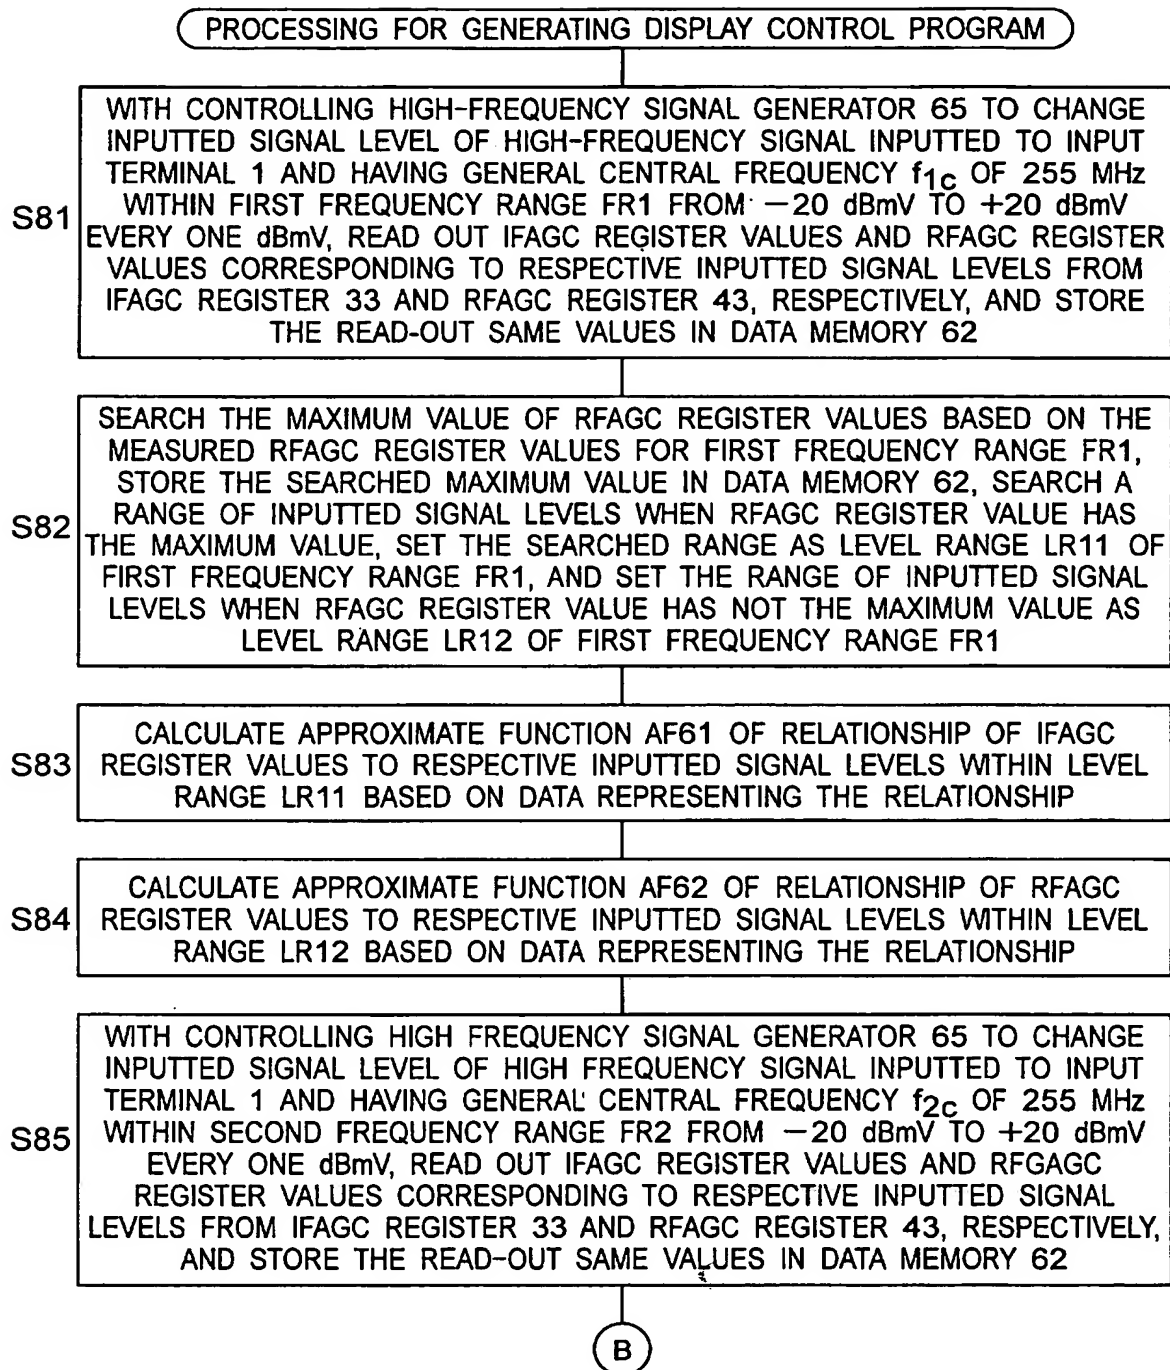 PROCESSING FOR GENERATING DISPLAY CONTROL PROGRAM
S81
WITH CONTROLLING HIGH-FREQUENCY SIGNAL GENERATOR 65 TO CHANGE
INPUTTED SIGNAL LEVEL OF HIGH-FREQUENCY SIGNAL INPUTTED TO INPUT
TERMINAL 1 AND HAVING GENERAL CENTRAL FREQUENCY f1c OF 255 MHz
WITHIN FIRST FREQUENCY RANGE FR1 FROM −20 dBmV TO +20 dBmV
EVERY ONE dBmV, READ OUT IFAGC REGISTER VALUES AND RFAGC REGISTER
VALUES CORRESPONDING TO RESPECTIVE INPUTTED SIGNAL LEVELS FROM
IFAGC REGISTER 33 AND RFAGC REGISTER 43, RESPECTIVELY, AND STORE
THE READ-OUT SAME VALUES IN DATA MEMORY 62
S82
SEARCH THE MAXIMUM VALUE OF RFAGC REGISTER VALUES BASED ON THE
MEASURED RFAGC REGISTER VALUES FOR FIRST FREQUENCY RANGE FR1,
STORE THE SEARCHED MAXIMUM VALUE IN DATA MEMORY 62, SEARCH A
RANGE OF INPUTTED SIGNAL LEVELS WHEN RFAGC REGISTER VALUE HAS
THE MAXIMUM VALUE, SET THE SEARCHED RANGE AS LEVEL RANGE LR11 OF
FIRST FREQUENCY RANGE FR1, AND SET THE RANGE OF INPUTTED SIGNAL
LEVELS WHEN RFAGC REGISTER VALUE HAS NOT THE MAXIMUM VALUE AS
LEVEL RANGE LR12 OF FIRST FREQUENCY RANGE FR1
S83
CALCULATE APPROXIMATE FUNCTION AF61 OF RELATIONSHIP OF IFAGC
REGISTER VALUES TO RESPECTIVE INPUTTED SIGNAL LEVELS WITHIN LEVEL
RANGE LR11 BASED ON DATA REPRESENTING THE RELATIONSHIP
S84
CALCULATE APPROXIMATE FUNCTION AF62 OF RELATIONSHIP OF RFAGC
REGISTER VALUES TO RESPECTIVE INPUTTED SIGNAL LEVELS WITHIN LEVEL
RANGE LR12 BASED ON DATA REPRESENTING THE RELATIONSHIP
S85
WITH CONTROLLING HIGH FREQUENCY SIGNAL GENERATOR 65 TO CHANGE
INPUTTED SIGNAL LEVEL OF HIGH FREQUENCY SIGNAL INPUTTED TO INPUT
TERMINAL 1 AND HAVING GENERAL CENTRAL FREQUENCY f2c OF 255 MHz
WITHIN SECOND FREQUENCY RANGE FR2 FROM −20 dBmV TO +20 dBmV
EVERY ONE dBmV, READ OUT IFAGC REGISTER VALUES AND RFGAGC
REGISTER VALUES CORRESPONDING TO RESPECTIVE INPUTTED SIGNAL
LEVELS FROM IFAGC REGISTER 33 AND RFAGC REGISTER 43, RESPECTIVELY,
AND STORE THE READ-OUT SAME VALUES IN DATA MEMORY 62
B